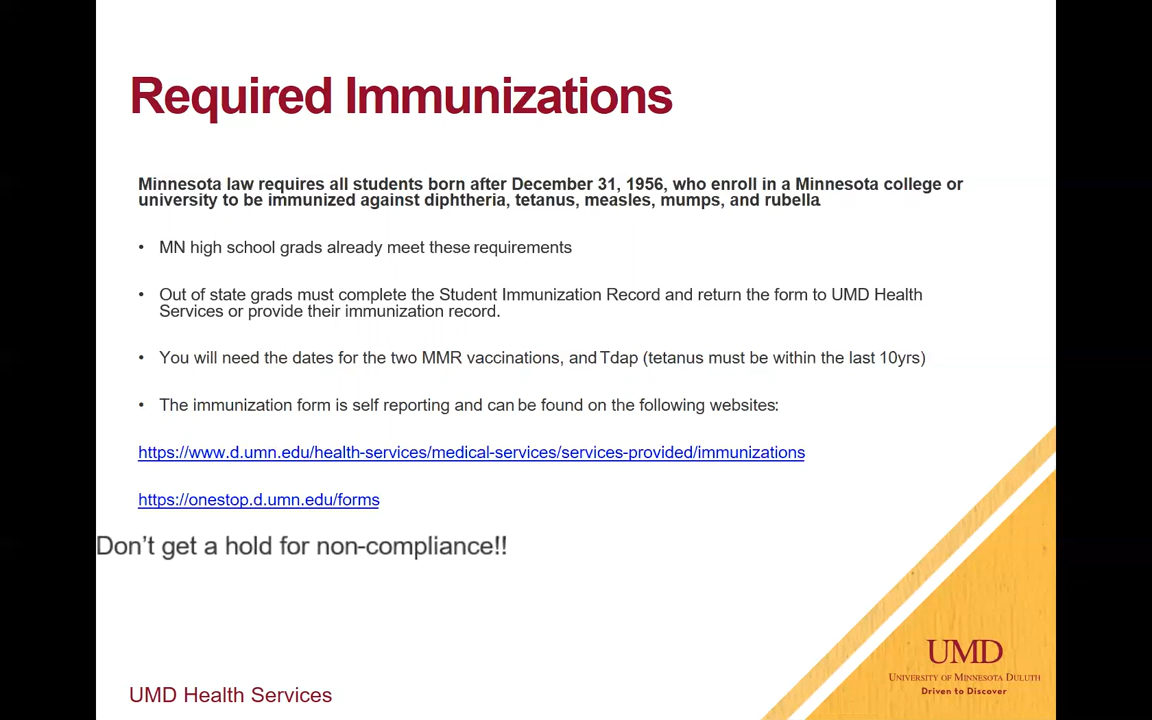 Required Immunizations
Minnesota law requires all students born after December 31, 1956, who enroll in a Minnesota college or
university to be immunized against diphtheria, tetanus, measles, mumps, and rubella.
• MN high school grads already meet these requirements
• Out of state grads must complete the Student Immunization Record and return the form to UMD Health
Services or provide their immunization record.
• You will need the dates for the two MMR vaccinations, and Tdap (tetanus must be within the last 10yrs)
• The immunization form is self reporting and can be found on the following websites:
https://www.d.umn.edu/health-services/medical-services/services-provided/immunizations
https://onestop.d.umn.edu/forms
Don't get a hold for non-compliance!!
UMD Health Services
UMD
UNIVERSITY OF MINNESOTA DULUTH
Driven to Discover